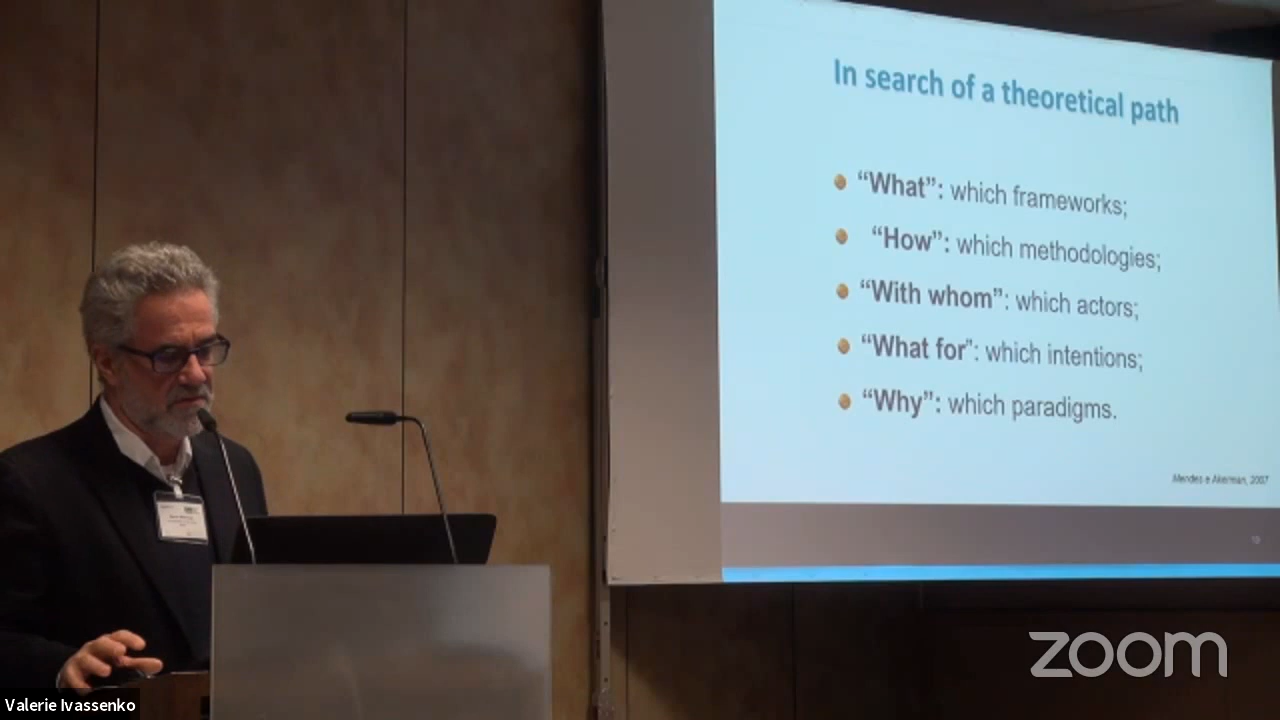 In search of a theoretical path
“What”: which frameworks;
“How”: which methodologies;
“With whom”: which actors;
“What for”: which intentions;
“Why”: which paradigms.
Mendes e Akerman, 2007
zoom
Valerie Ivassenko